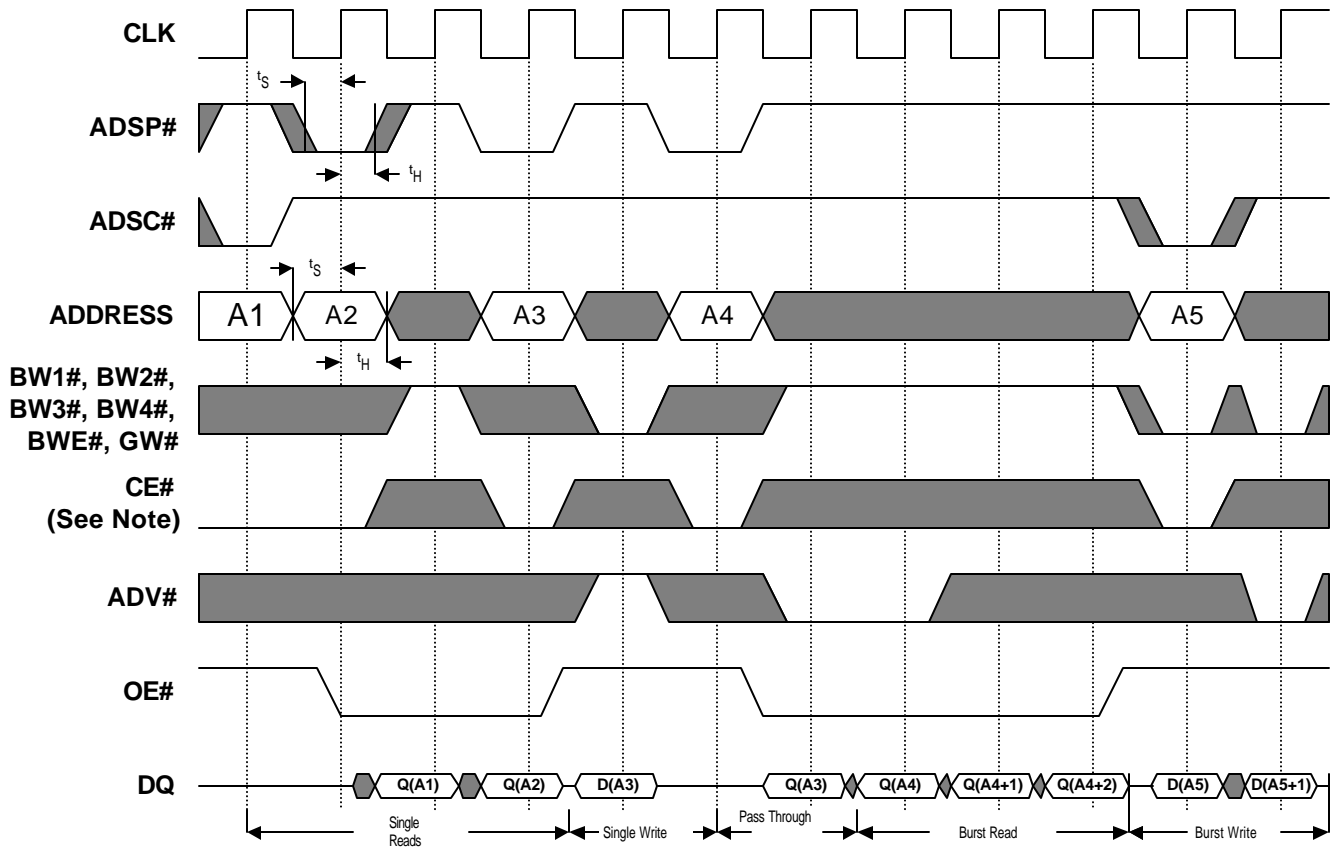 CLK
tS
ADSP#
tH
ADSC#
tS
ADDRESS A1 A2 A3 A4 A5
tH
BW1#, BW2#,
BW3#, BW4#,
BWE#, GW#
CE#
(See Note)
ADV#
OE#
DQ Q(A1) Q(A2) D(A3) Q(A3) Q(A4) Q(A4+1) Q(A4+2) D(A5) D(A5+1)
Single
Reads
Single Write
Pass Through
Burst Read
Burst Write